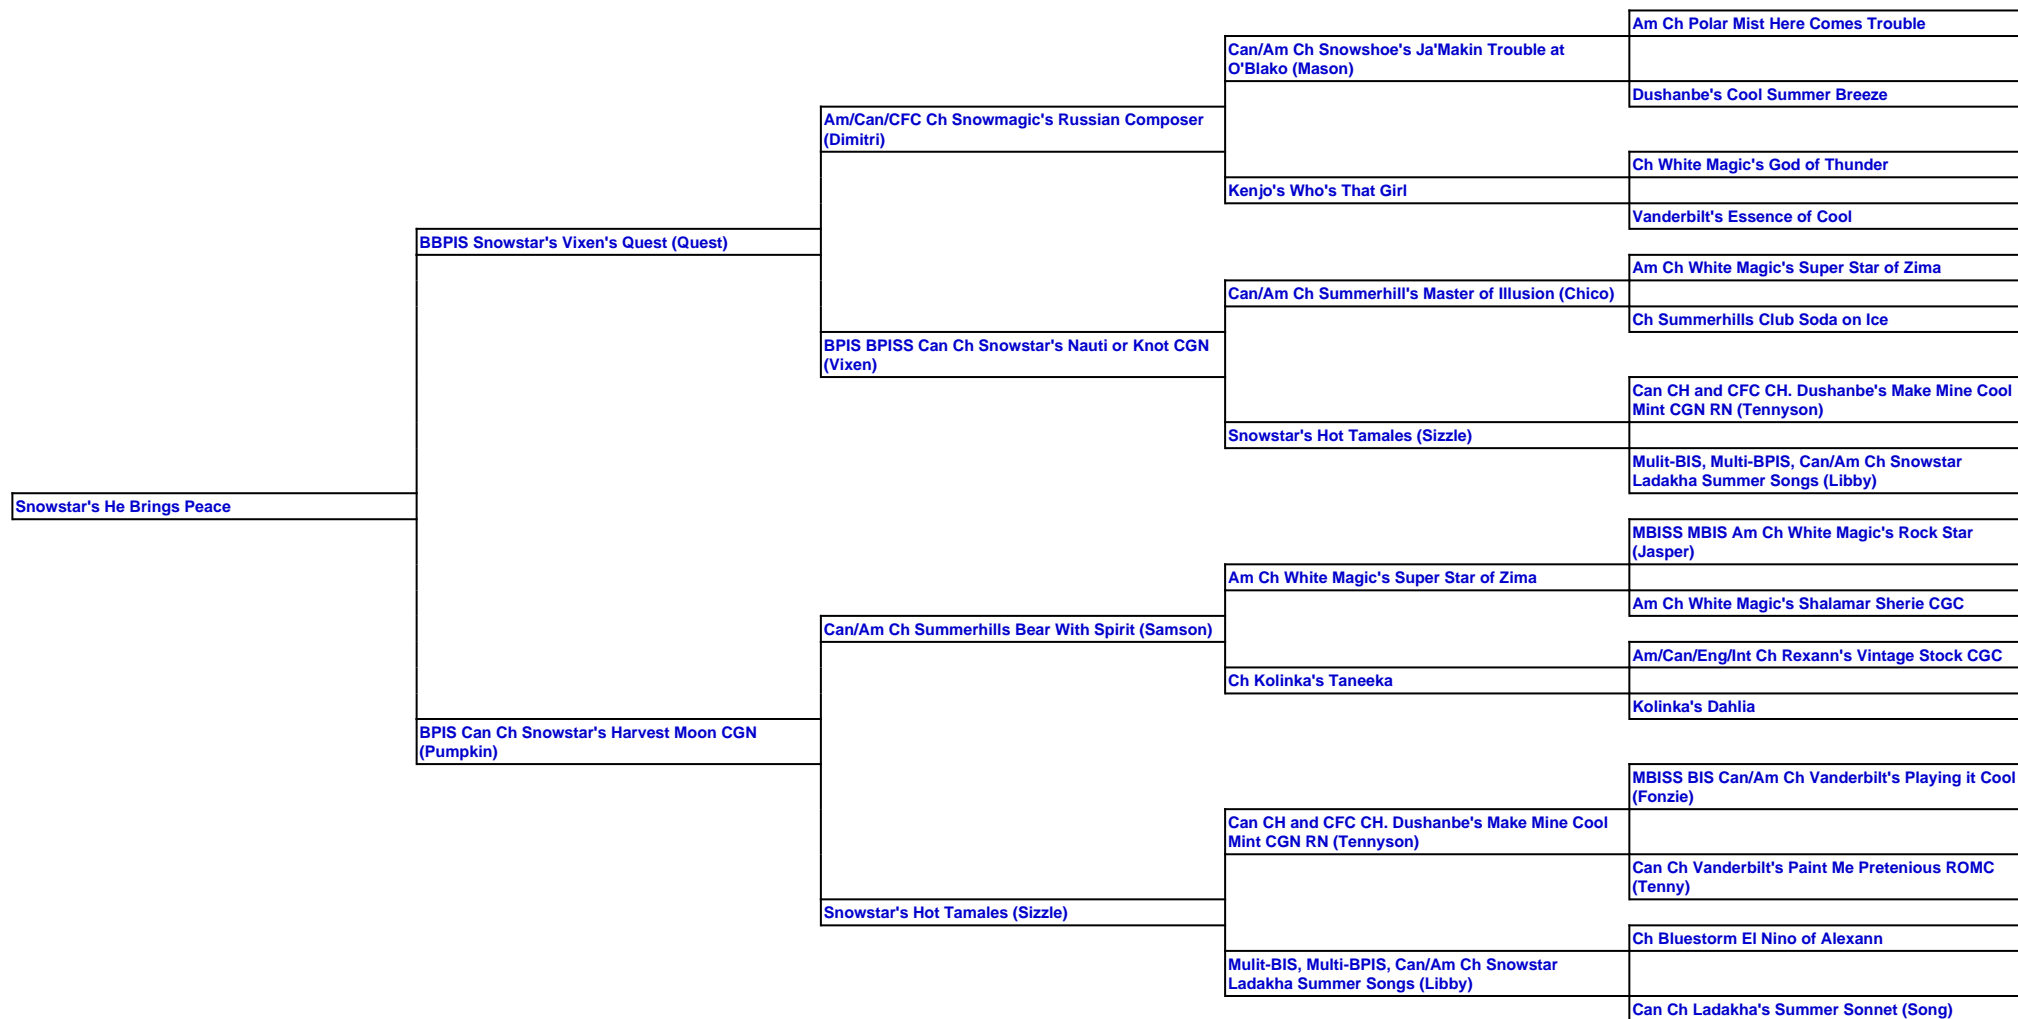 Am Ch Polar Mist Here Comes Trouble
Can/Am Ch Snowshoe's Ja'Makin Trouble at
O'Blako (Mason)
Dushanbe's Cool Summer Breeze
Am/Can/CFC Ch Snowmagic's Russian Composer
(Dimitri)
Ch White Magic's God of Thunder
Kenjo's Who's That Girl
Vanderbilt's Essence of Cool
BBPIS Snowstar's Vixen's Quest (Quest)
Am Ch White Magic's Super Star of Zima
Can/Am Ch Summerhill's Master of Illusion (Chico)
Ch Summerhills Club Soda on Ice
BPIS BPISS Can Ch Snowstar's Nauti or Knot CGN
(Vixen)
Can CH and CFC CH. Dushanbe's Make Mine Cool
Mint CGN RN (Tennyson)
Snowstar's Hot Tamales (Sizzle)
Mulit-BIS, Multi-BPIS, Can/Am Ch Snowstar
Ladakha Summer Songs (Libby)
Snowstar's He Brings Peace
MBISS MBIS Am Ch White Magic's Rock Star
(Jasper)
Am Ch White Magic's Super Star of Zima
Am Ch White Magic's Shalamar Sherie CGC
Can/Am Ch Summerhills Bear With Spirit (Samson)
Am/Can/Eng/Int Ch Rexann's Vintage Stock CGC
Ch Kolinka's Taneeka
Kolinka's Dahlia
BPIS Can Ch Snowstar's Harvest Moon CGN
(Pumpkin)
MBISS BIS Can/Am Ch Vanderbilt's Playing it Cool
(Fonzie)
Can CH and CFC CH. Dushanbe's Make Mine Cool
Mint CGN RN (Tennyson)
Can Ch Vanderbilt's Paint Me Pretenious ROMC
(Tenny)
Snowstar's Hot Tamales (Sizzle)
Ch Bluestorm El Nino of Alexann
Mulit-BIS, Multi-BPIS, Can/Am Ch Snowstar
Ladakha Summer Songs (Libby)
Can Ch Ladakha's Summer Sonnet (Song)